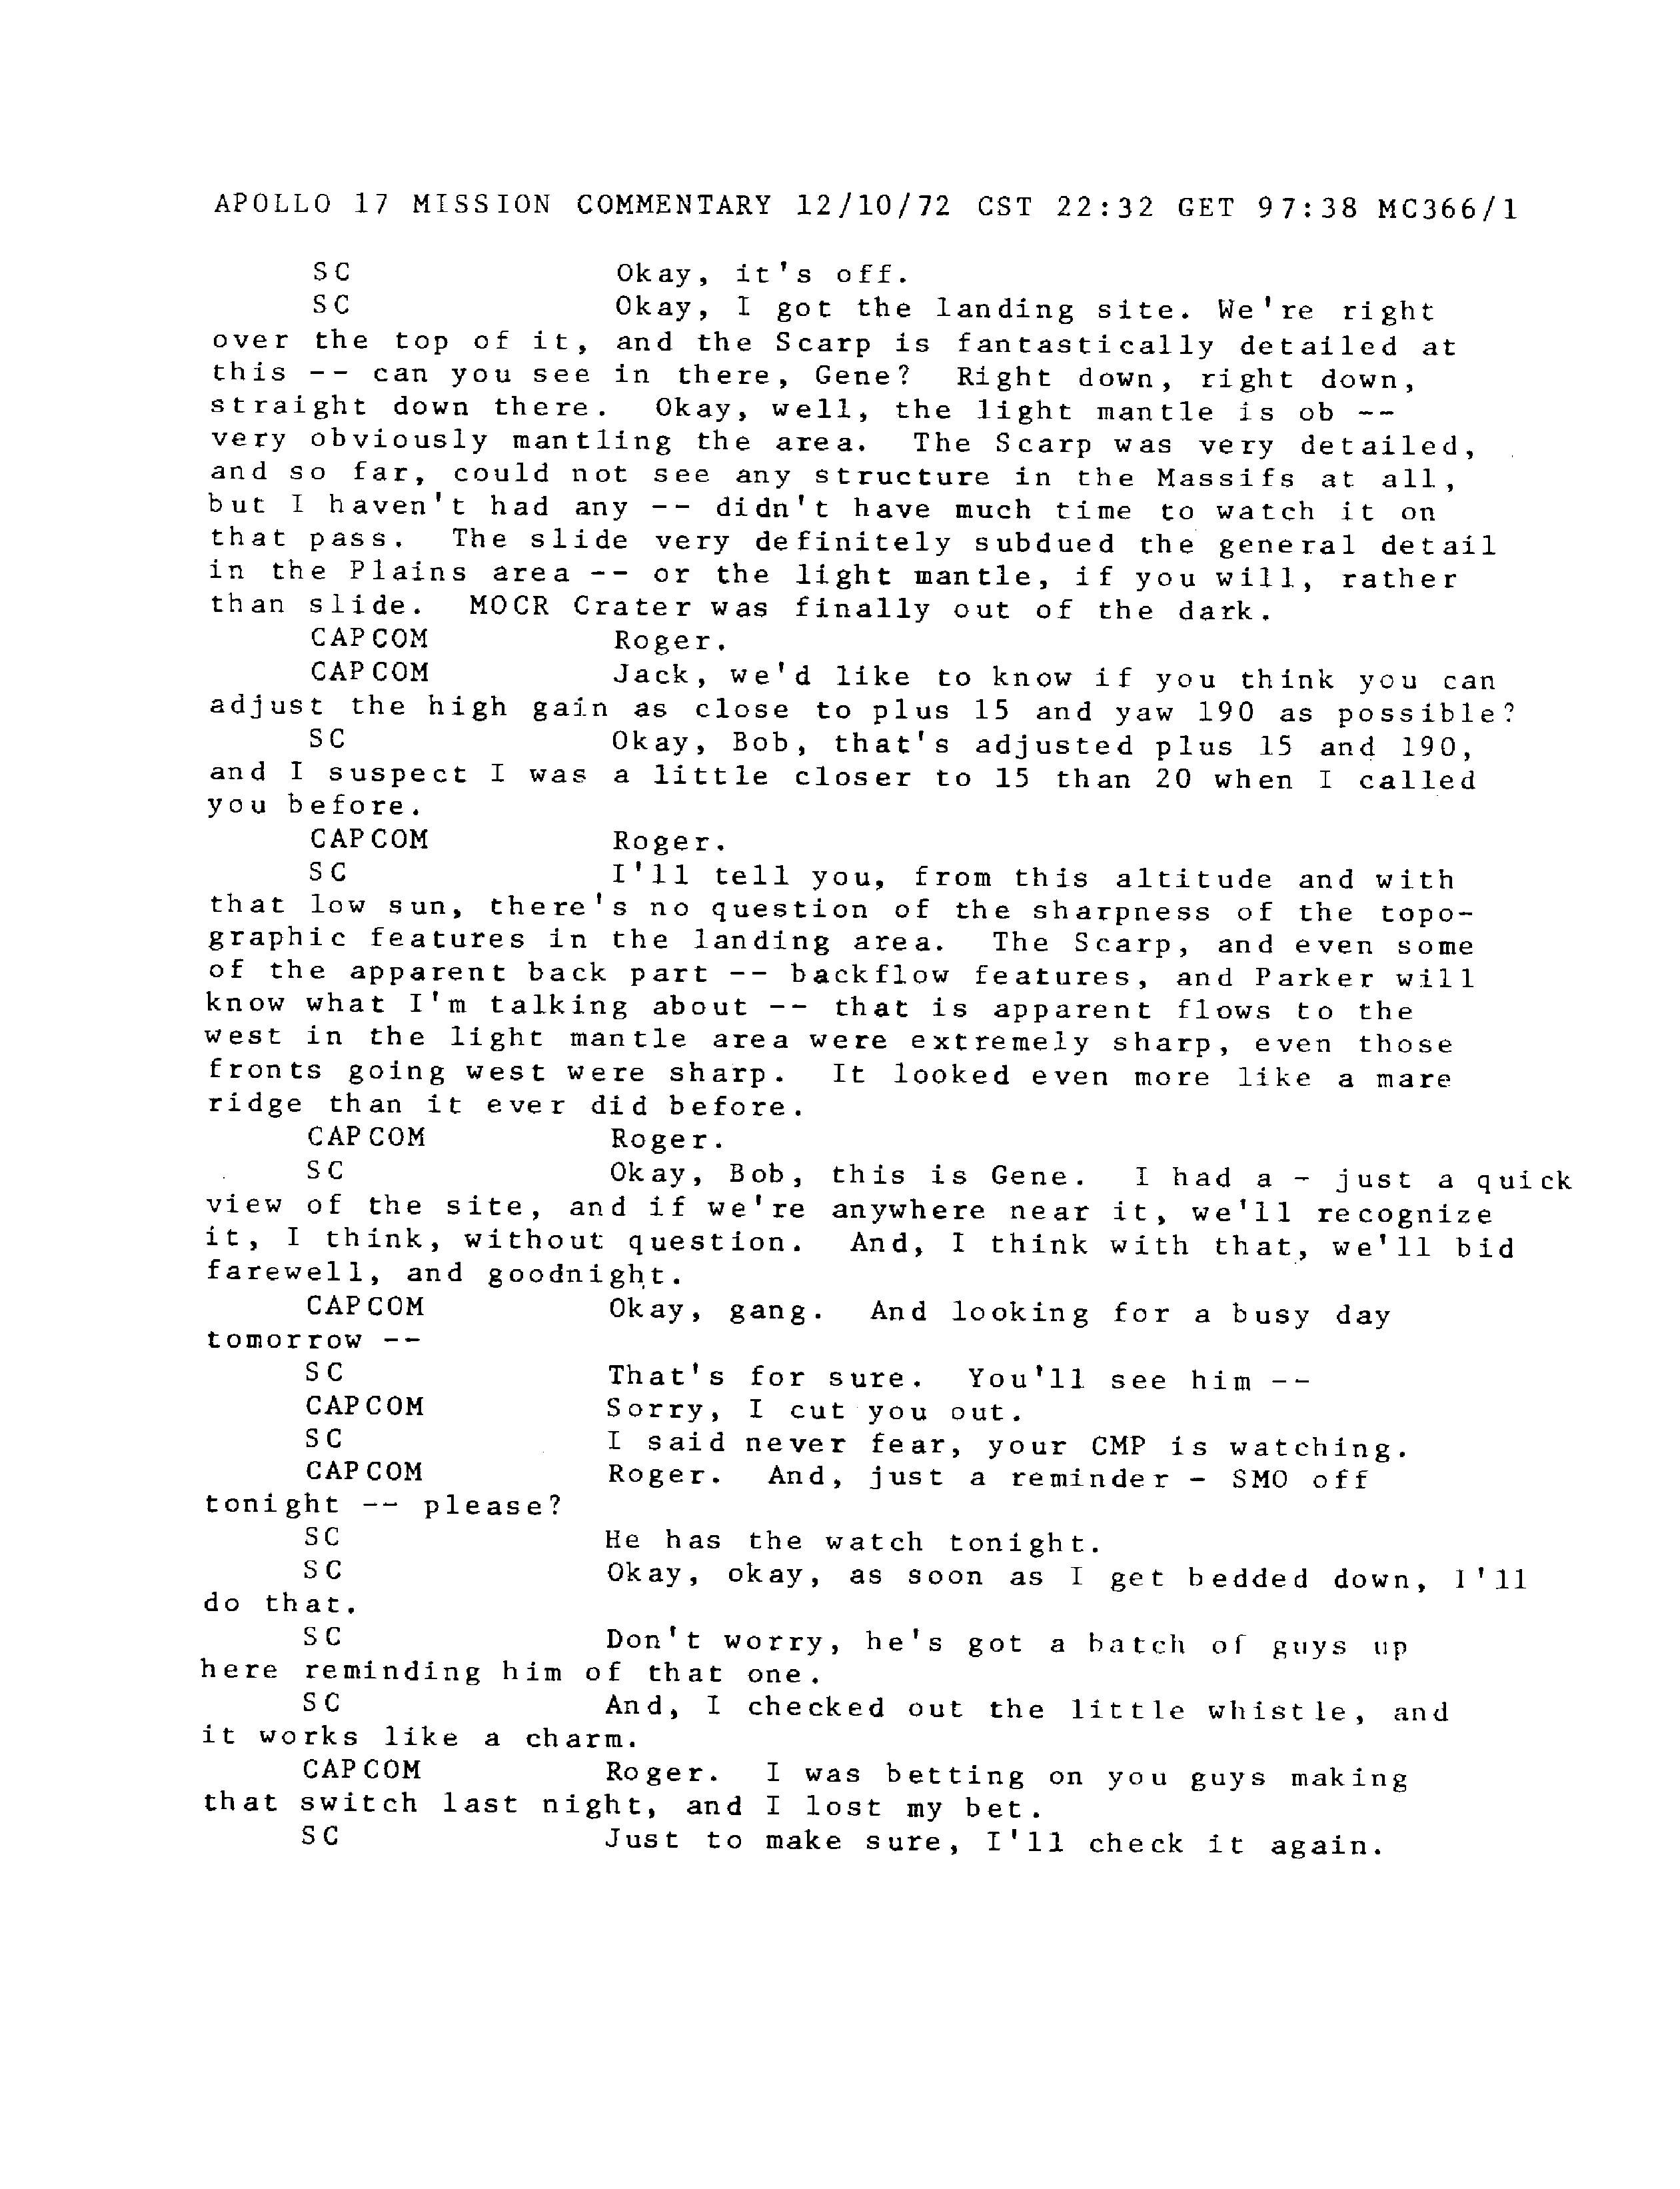 APOLLO 17 MISSION COMMENTARY 12/10/72 CST 22:32 GET 97:38 MC366/1
SC Okay, it's off.
SC Okay, I got the landing site. We're right
over the top of it, and the Scarp is fantastically detailed at
this -- can you see in there, Gene? Right down, right down,
straight down there. Okay, well, the light mantle is ob --
very obviously mantling the area. The Scarp was very detailed,
and so far, could not see any structure in the Massifs at all,
but I haven't had any -- didn't have much time to watch it on
that pass. The slide very definitely subdued the general detail
in the Plains area -- or the light mantle, if you will, rather
than slide. MOCR Crater was finally out of the dark.
CAPCOM Roger.
CAPCOM Jack, we'd like to know if you think you can
adjust the high gain as close to plus 15 and yaw 190 as possible?
SC Okay, Bob, that's adjusted plus 15 and 190,
and I suspect I was a little closer to 15 than 20 when I called
you before.
CAPCOM Roger.
SC I'll tell you, from this altitude and with
that low sun, there's no question of the sharpness of the topo-
graphic features in the landing area. The Scarp, and even some
of the apparent back part -- backflow features, and Parker will
know what I'm talking about -- that is apparent flows to the
west in the light mantle area were extremely sharp, even those
fronts going west were sharp. It looked even more like a mare
ridge than it ever did before.
CAPCOM Roger.
SC Okay, Bob, this is Gene. I had a - just a quick
view of the site, and if we're anywhere near it, we'll recognize
it, I think, without question. And, I think with that, we'll bid
farewell, and goodnight.
CAPCOM Okay, gang. And looking for a busy day
tomorrow --
SC That's for sure. You'll see him --
CAPCOM Sorry, I cut you out.
SC I said never fear, your CMP is watching.
CAPCOM Roger. And, just a reminder - SMO off
tonight -- please?
SC He has the watch tonight.
SC Okay, okay, as soon as I get bedded down, I'll
do that.
SC Don't worry, he's got a batch of guys up
here reminding him of that one.
SC And, I checked out the little whistle, and
it works like a charm.
CAPCOM Roger. I was betting on you guys making
that switch last night, and I lost my bet.
SC Just to make sure, I'll check it again.